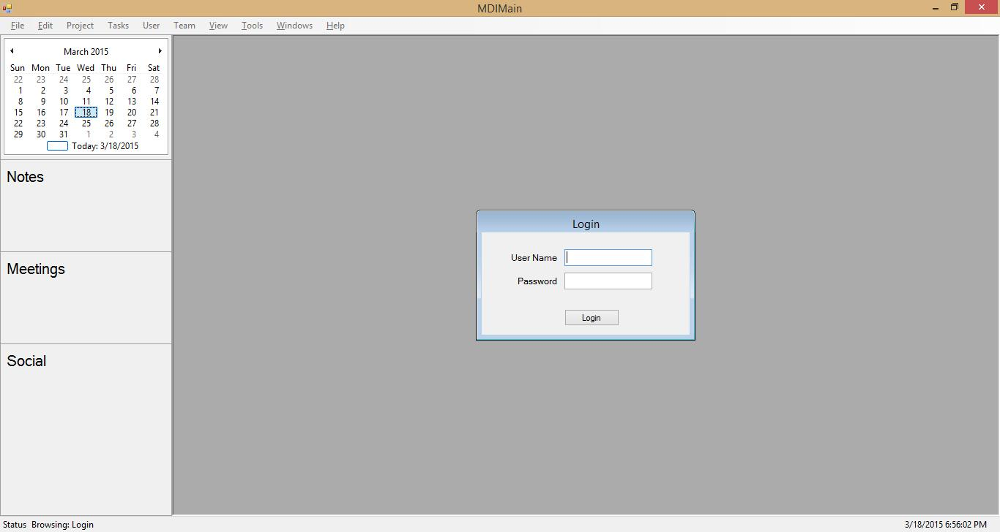 MDIMain
File Edit Project Tasks User Team View Tools Windows Help
March 2015
Sun Mon Tue Wed Thu Fri Sat
22 23 24 25 26 27 28
1 2 3 4 5 6 7
8 9 10 11 12 13 14
15 16 17 18 19 20 21
22 23 24 25 26 27 28
29 30 31 1 2 3 4
Today: 3/18/2015
Notes
Meetings
Social
Login
User Name
Password
Login
Status Browsing: Login
3/18/2015 6:56:02 PM